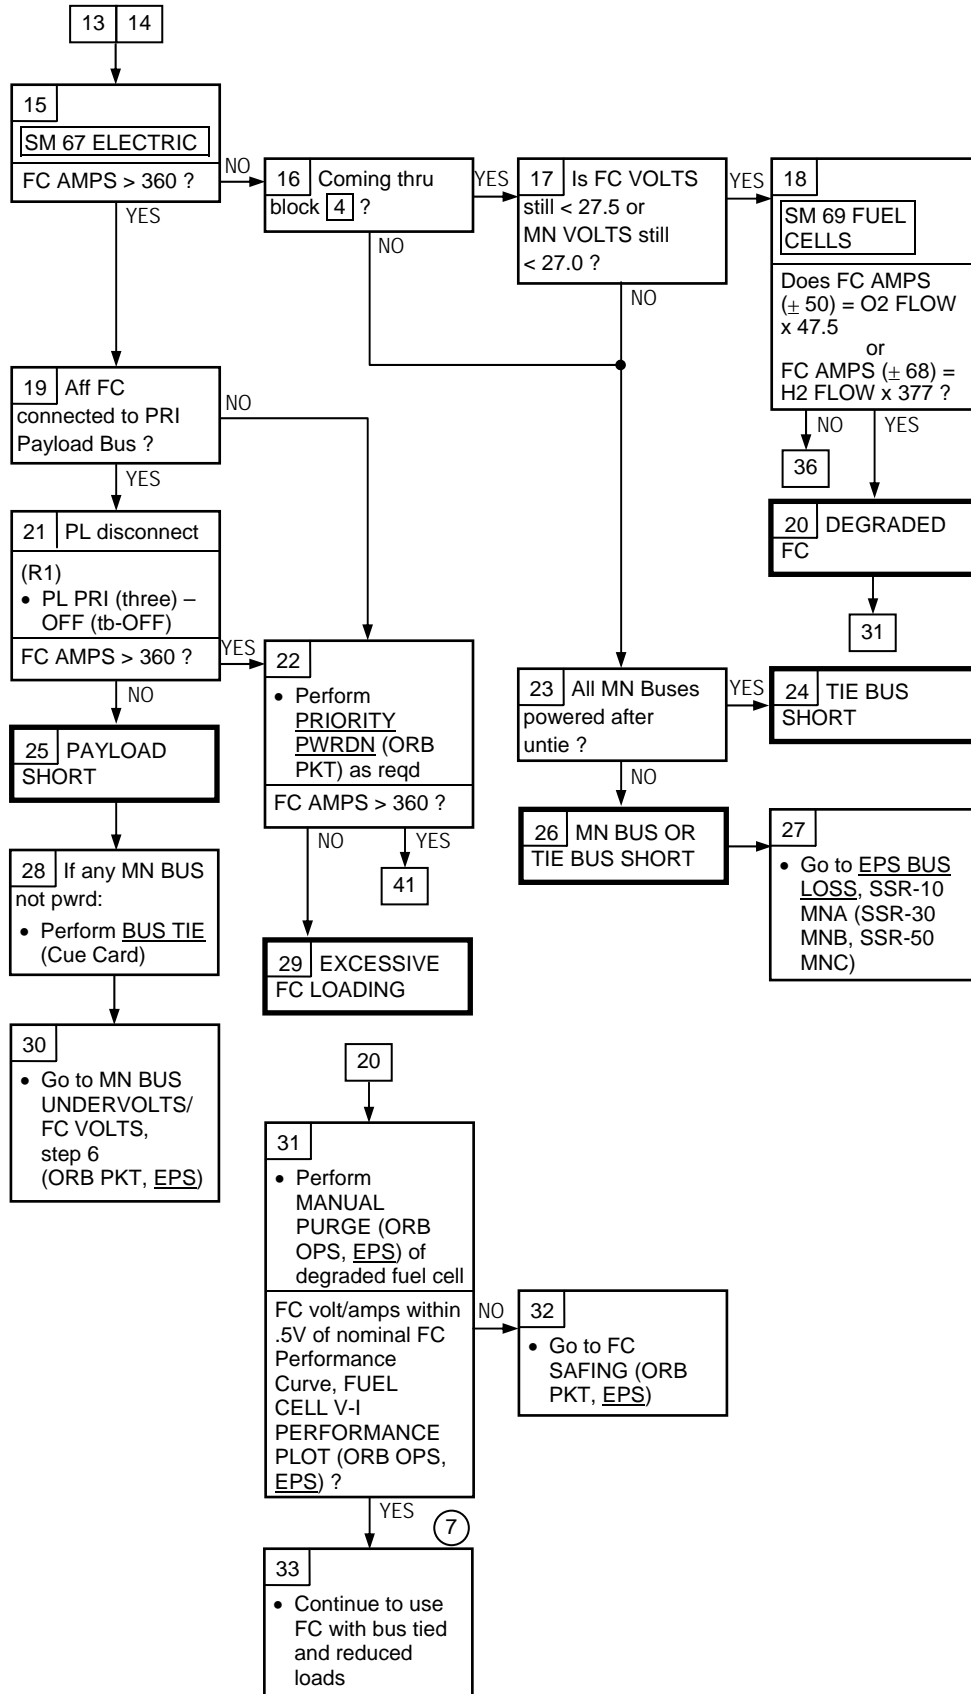 13 14
15
SM 67 ELECTRIC
FC AMPS > 360 ?
NO
YES
16 Coming thru
block 4 ?
YES
NO
17 Is FC VOLTS
still < 27.5 or
MN VOLTS still
< 27.0 ?
YES
NO
18
SM 69 FUEL
CELLS
Does FC AMPS
(± 50) = O2 FLOW
x 47.5
or
FC AMPS (± 68) =
H2 FLOW x 377 ?
NO
YES
36
19 Aff FC
connected to PRI
Payload Bus ?
NO
YES
20 DEGRADED
FC
31
21 PL disconnect
(R1)
• PL PRI (three) –
OFF (tb-OFF)
FC AMPS > 360 ?
YES
NO
22
• Perform
PRIORITY
PWRDN (ORB
PKT) as reqd
FC AMPS > 360 ?
NO
YES
41
23 All MN Buses
powered after
untie ?
YES
NO
24 TIE BUS
SHORT
25 PAYLOAD
SHORT
26 MN BUS OR
TIE BUS SHORT
27
• Go to EPS BUS
LOSS, SSR-10
MNA (SSR-30
MNB, SSR-50
MNC)
28 If any MN BUS
not pwrd:
• Perform BUS TIE
(Cue Card)
29 EXCESSIVE
FC LOADING
30
• Go to MN BUS
UNDERVOLTS/
FC VOLTS,
step 6
(ORB PKT, EPS)
20
31
• Perform
MANUAL
PURGE (ORB
OPS, EPS) of
degraded fuel cell
FC volt/amps within
.5V of nominal FC
Performance
Curve, FUEL
CELL V-I
PERFORMANCE
PLOT (ORB OPS,
EPS) ?
NO
YES
32
• Go to FC
SAFING (ORB
PKT, EPS)
7
33
• Continue to use
FC with bus tied
and reduced
loads